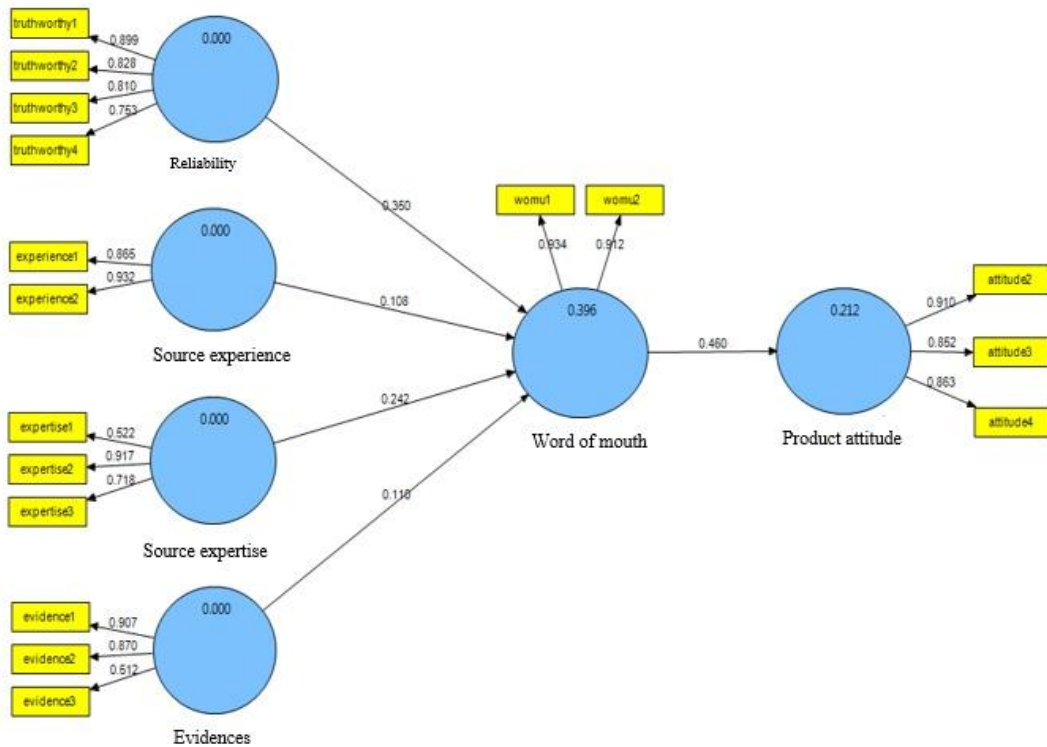 truthworthy1
0.899
0.000
truthworthy2
0.828
truthworthy3
0.810
0.753
truthworthy4
Reliability
0.350
womu1
womu2
0.934
0.912
0.000
experience1
0.865
experience2
0.932
0.108
Source experience
0.396
0.460
Word of mouth
0.212
Product attitude
attitude2
0.910
0.852
attitude3
0.863
attitude4
0.000
expertise1
0.522
expertise2
0.917
0.718
expertise3
0.242
Source expertise
0.110
0.000
evidence1
0.907
evidence2
0.870
0.612
evidence3
Evidences